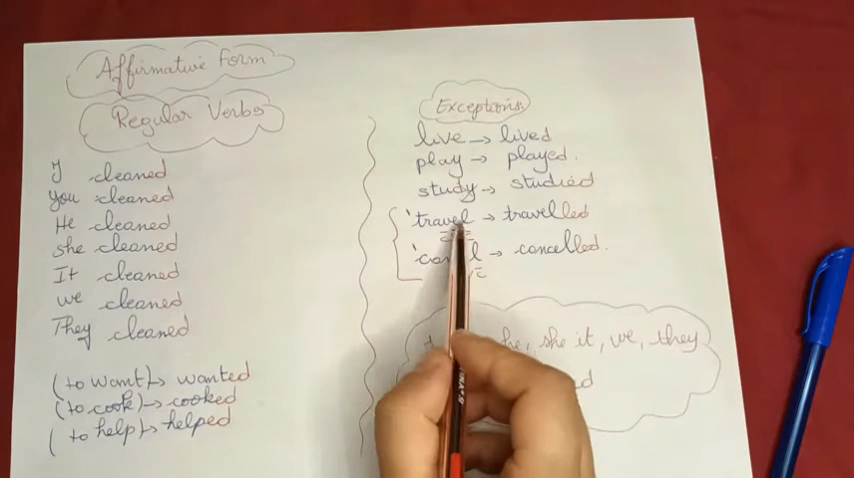 Affirmative Form
Regular Verbs
I cleaned
You cleaned
He cleaned
she cleaned
It cleaned
we cleaned
They cleaned
(to want) → wanted
(to cook) → cooked
( to help) → helped
Exceptions
live → lived
play → played.
study → studied
'travel → travelled
→ cancelled.
he, she it, we, they